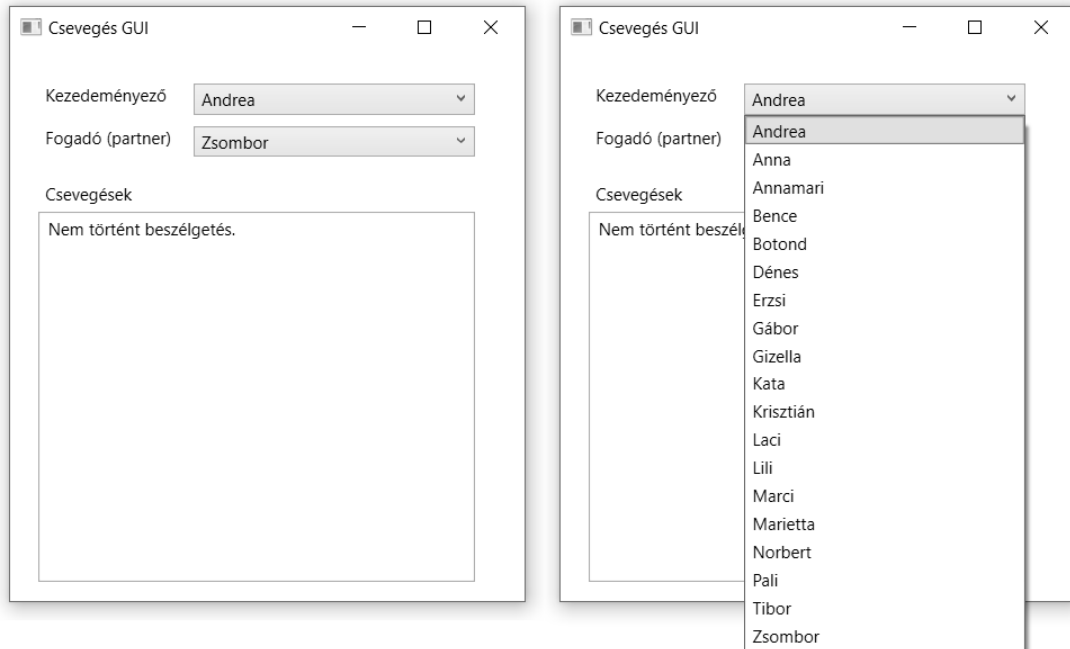 Csevegés GUI
Kezedeményező
Andrea
Fogadó (partner)
Zsombor
Csevegések
Nem történt beszélgetés.
Csevegés GUI
Kezedeményező
Andrea
Fogadó (partner)
Csevegések
Nem történt beszélg
Andrea
Anna
Annamari
Bence
Botond
Dénes
Erzsi
Gábor
Gizella
Kata
Krisztián
Laci
Lili
Marci
Marietta
Norbert
Pali
Tibor
Zsombor